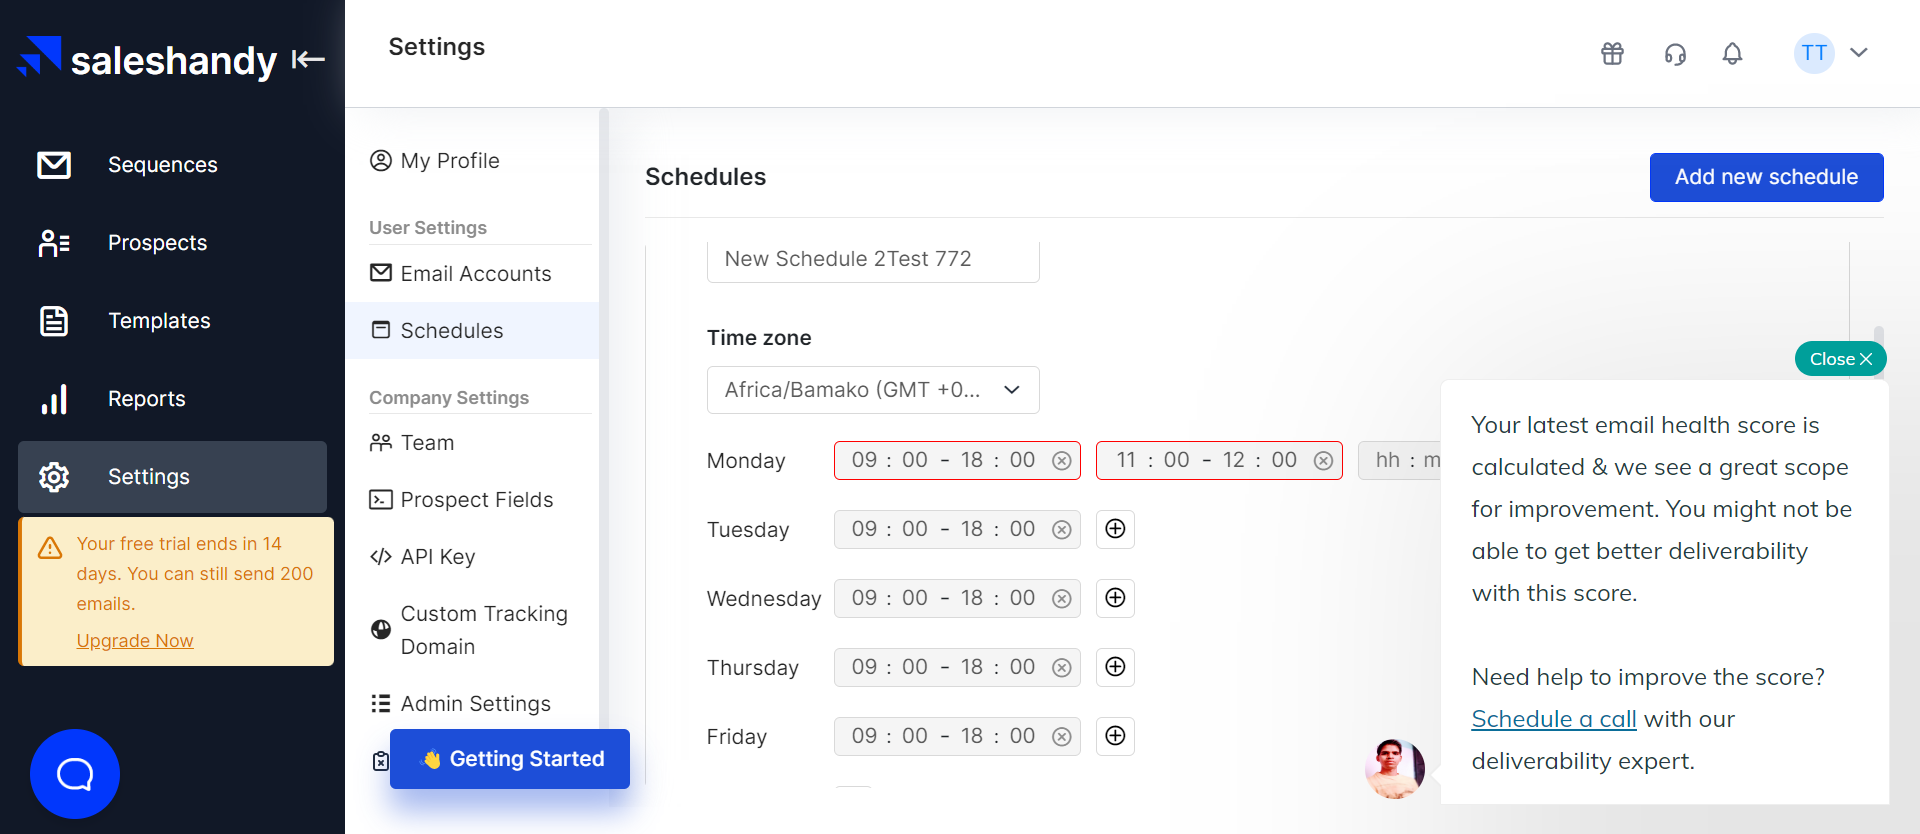 saleshandy
Settings
TT
Sequences
Prospects
Templates
Reports
Settings
Your free trial ends in 14
days. You can still send 200
emails.
Upgrade Now
My Profile
User Settings
Email Accounts
Schedules
Company Settings
Team
Prospect Fields
API Key
Custom Tracking
Domain
Admin Settings
👋 Getting Started
Schedules
Add new schedule
New Schedule 2Test 772
Time zone
Africa/Bamako (GMT +0...
Monday 09 : 00 - 18 : 00 11 : 00 - 12 : 00 hh : m
Tuesday 09 : 00 - 18 : 00
Wednesday 09 : 00 - 18 : 00
Thursday 09 : 00 - 18 : 00
Friday 09 : 00 - 18 : 00
Close
Your latest email health score is
calculated & we see a great scope
for improvement. You might not be
able to get better deliverability
with this score.
Need help to improve the score?
Schedule a call with our
deliverability expert.